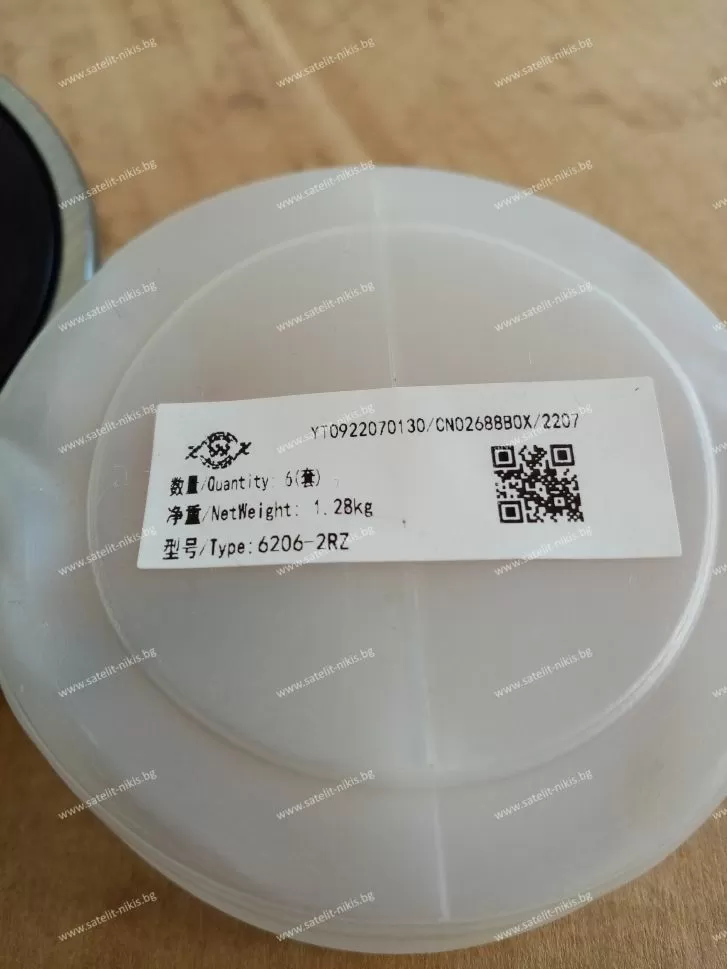 YT0922070130/CN02688BOX/2207
数量/Quantity: 6(套)
净重/NetWeight: 1.28kg
型号/Type:6206-2RZ
www.satelit-nikis.bg